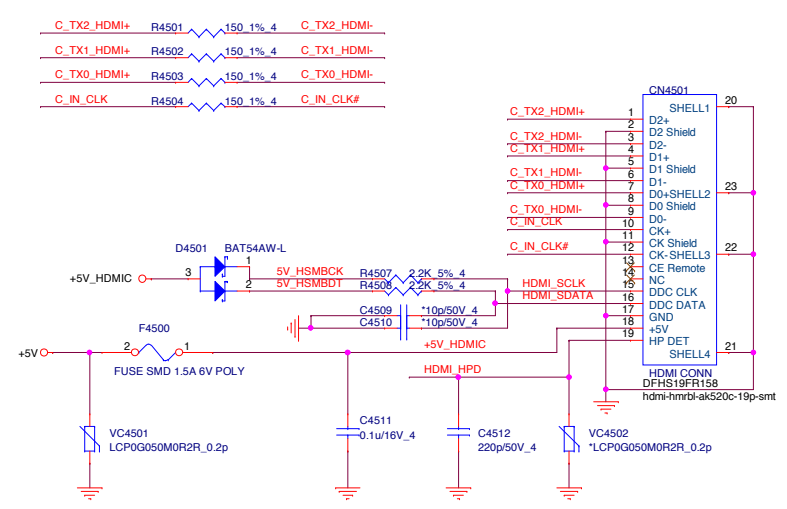 C_TX2_HDMI+ R4501 150_1%_4 C_TX2_HDMI-
C_TX1_HDMI+ R4502 150_1%_4 C_TX1_HDMI-
C_TX0_HDMI+ R4503 150_1%_4 C_TX0_HDMI-
C_IN_CLK R4504 150_1%_4 C_IN_CLK#
CN4501
SHELL1 20
C_TX2_HDMI+ 1 D2+
2 D2 Shield
C_TX2_HDMI- 3 D2-
C_TX1_HDMI+ 4 D1+
5 D1 Shield
C_TX1_HDMI- 6 D1-
C_TX0_HDMI+ 7 D0+ SHELL2 23
8 D0 Shield
C_TX0_HDMI- 9 D0-
C_IN_CLK 10 CK+
11 CK Shield
C_IN_CLK# 12 CK- SHELL3 22
13 CE Remote
14 NC
HDMI_SCLK 15 DDC CLK
HDMI_SDATA 16 DDC DATA
17 GND
18 +5V
19 HP DET
SHELL4 21
HDMI CONN
DFHS19FR158
hdmi-hmrbl-ak520c-19p-smt
D4501 BAT54AW-L
+5V_HDMIC 3 1 5V_HSMBCK R4507 2.2K_5%_4
2 5V_HSMBDT R4508 2.2K_5%_4
C4509 *10p/50V_4
C4510 *10p/50V_4
F4500
+5V 2 1 +5V_HDMIC
FUSE SMD 1.5A 6V POLY
HDMI_HPD
VC4501
LCP0G050M0R2R_0.2p
C4511
0.1u/16V_4
C4512
220p/50V_4
VC4502
*LCP0G050M0R2R_0.2p